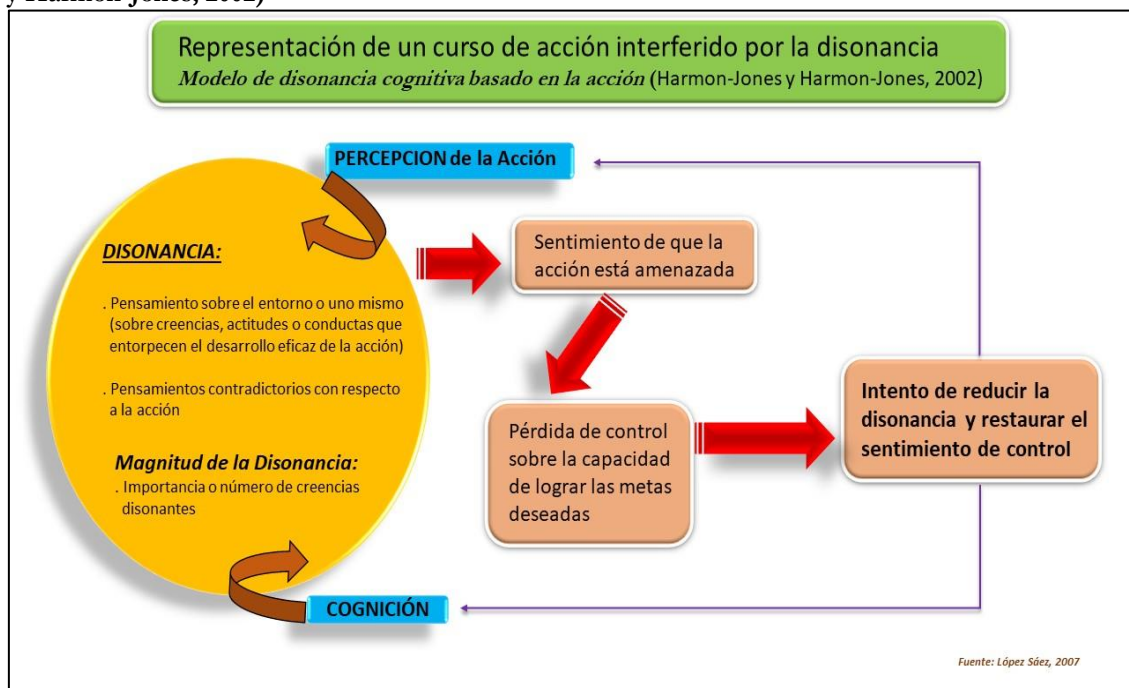 y Harmon-Jones, 2002)
Representación de un curso de acción interferido por la disonancia
Modelo de disonancia cognitiva basado en la acción (Harmon-Jones y Harmon-Jones, 2002)
PERCEPCION de la Acción
DISONANCIA:
. Pensamiento sobre el entorno o uno mismo
(sobre creencias, actitudes o conductas que
entorpecen el desarrollo eficaz de la acción)
. Pensamientos contradictorios con respecto
a la acción
Magnitud de la Disonancia:
. Importancia o número de creencias
disonantes
Sentimiento de que la
acción está amenazada
Pérdida de control
sobre la capacidad
de lograr las metas
deseadas
Intento de reducir la
disonancia y restaurar el
sentimiento de control
COGNICIÓN
Fuente: López Sáez, 2007